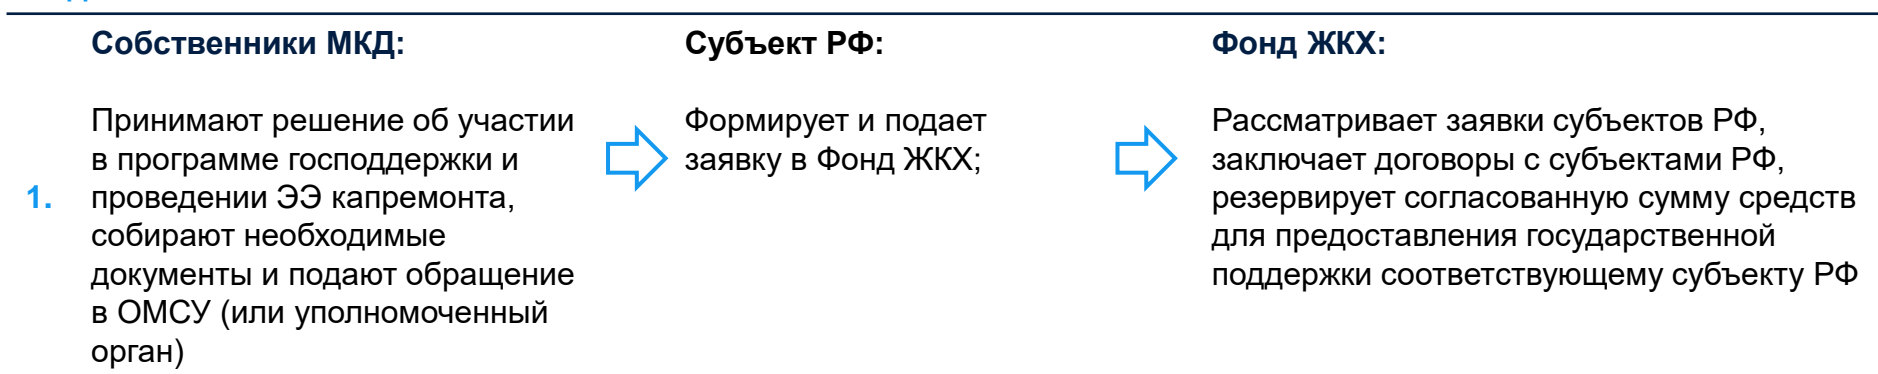 Собственники МКД:
Принимают решение об участии
в программе господдержки и
1. проведении ЭЭ капремонта,
собирают необходимые
документы и подают обращение
в ОМСУ (или уполномоченный
орган)
Субъект РФ:
Формирует и подает
заявку в Фонд ЖКХ;
Фонд ЖКХ:
Рассматривает заявки субъектов РФ,
заключает договоры с субъектами РФ,
резервирует согласованную сумму средств
для предоставления государственной
поддержки соответствующему субъекту РФ